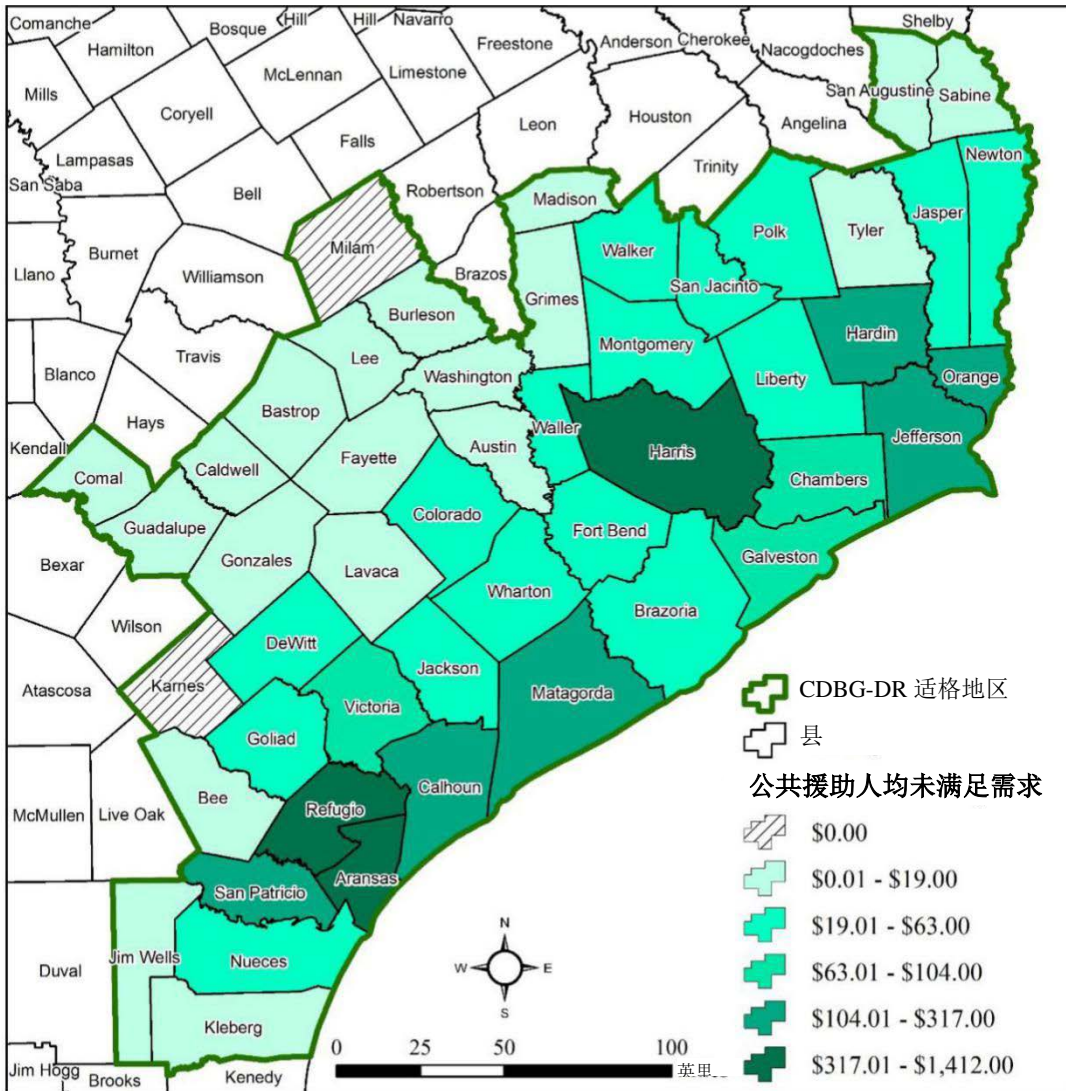 Comanche
Hamilton
Bosque
Hill
Hill
Navarro
Freestone
Anderson
Cherokee
Nacogdoches
Shelby
San Augustine
Sabine
Mills
Coryell
McLennan
Limestone
Leon
Houston
Angelina
Trinity
Newton
Lampasas
San Saba
Falls
Bell
Robertson
Madison
Jasper
Polk
Tyler
Walker
Burnet
Milam
Llano
Williamson
Brazos
Grimes
San Jacinto
Burleson
Hardin
Travis
Lee
Montgomery
Blanco
Washington
Liberty
Orange
Bastrop
Hays
Waller
Austin
Jefferson
Kendall
Fayette
Harris
Caldwell
Comal
Chambers
Colorado
Guadalupe
Fort Bend
Galveston
Gonzales
Bexar
Lavaca
Wharton
Brazoria
Wilson
DeWitt
Jackson
Karnes
Matagorda
Atascosa
Victoria
Goliad
Calhoun
Bee
Refugio
McMullen
Live Oak
Aransas
San Patricio
Duval
Jim Wells
Nueces
Kleberg
Jim Hogg
Brooks
Kenedy
N
W
E
S
0
25
50
100
英里
CDBG-DR 适格地区
县
公共援助人均未满足需求
$0.00
$0.01 - $19.00
$19.01 - $63.00
$63.01 - $104.00
$104.01 - $317.00
$317.01 - $1,412.00